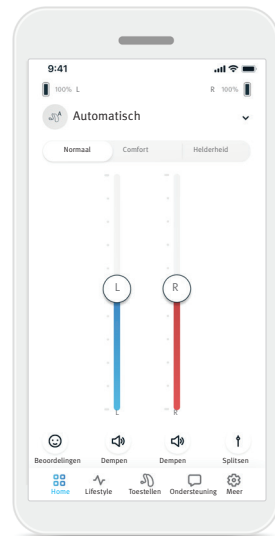 9:41
100% L R 100%
A
Automatisch
Normaal Comfort Helderheid
L R
L R
Beoordelingen Dempen Dempen Splitsen
Home Lifestyle Toestellen Ondersteuning Meer